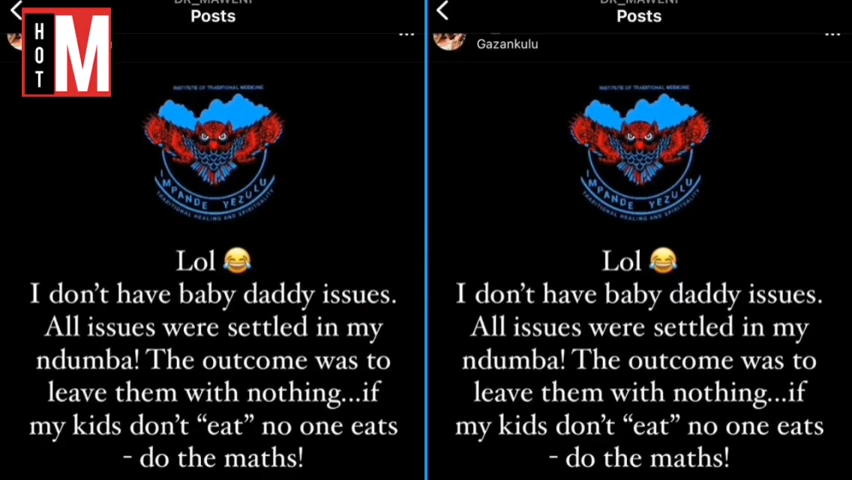 HOT
M
Posts
INSTITUTE OF TRADITIONAL MEDICINE
IMPANDE YEZULU
TRADITIONAL HEALING AND SPIRITUALITY
Lol 😂
I don't have baby daddy issues.
All issues were settled in my
ndumba! The outcome was to
leave them with nothing...if
my kids don't “eat” no one eats
- do the maths!
DR_MAWENI
Posts
Gazankulu
INSTITUTE OF TRADITIONAL MEDICINE
IMPANDE YEZULU
TRADITIONAL HEALING AND SPIRITUALITY
Lol 😂
I don't have baby daddy issues.
All issues were settled in my
ndumba! The outcome was to
leave them with nothing...if
my kids don't “eat” no one eats
- do the maths!